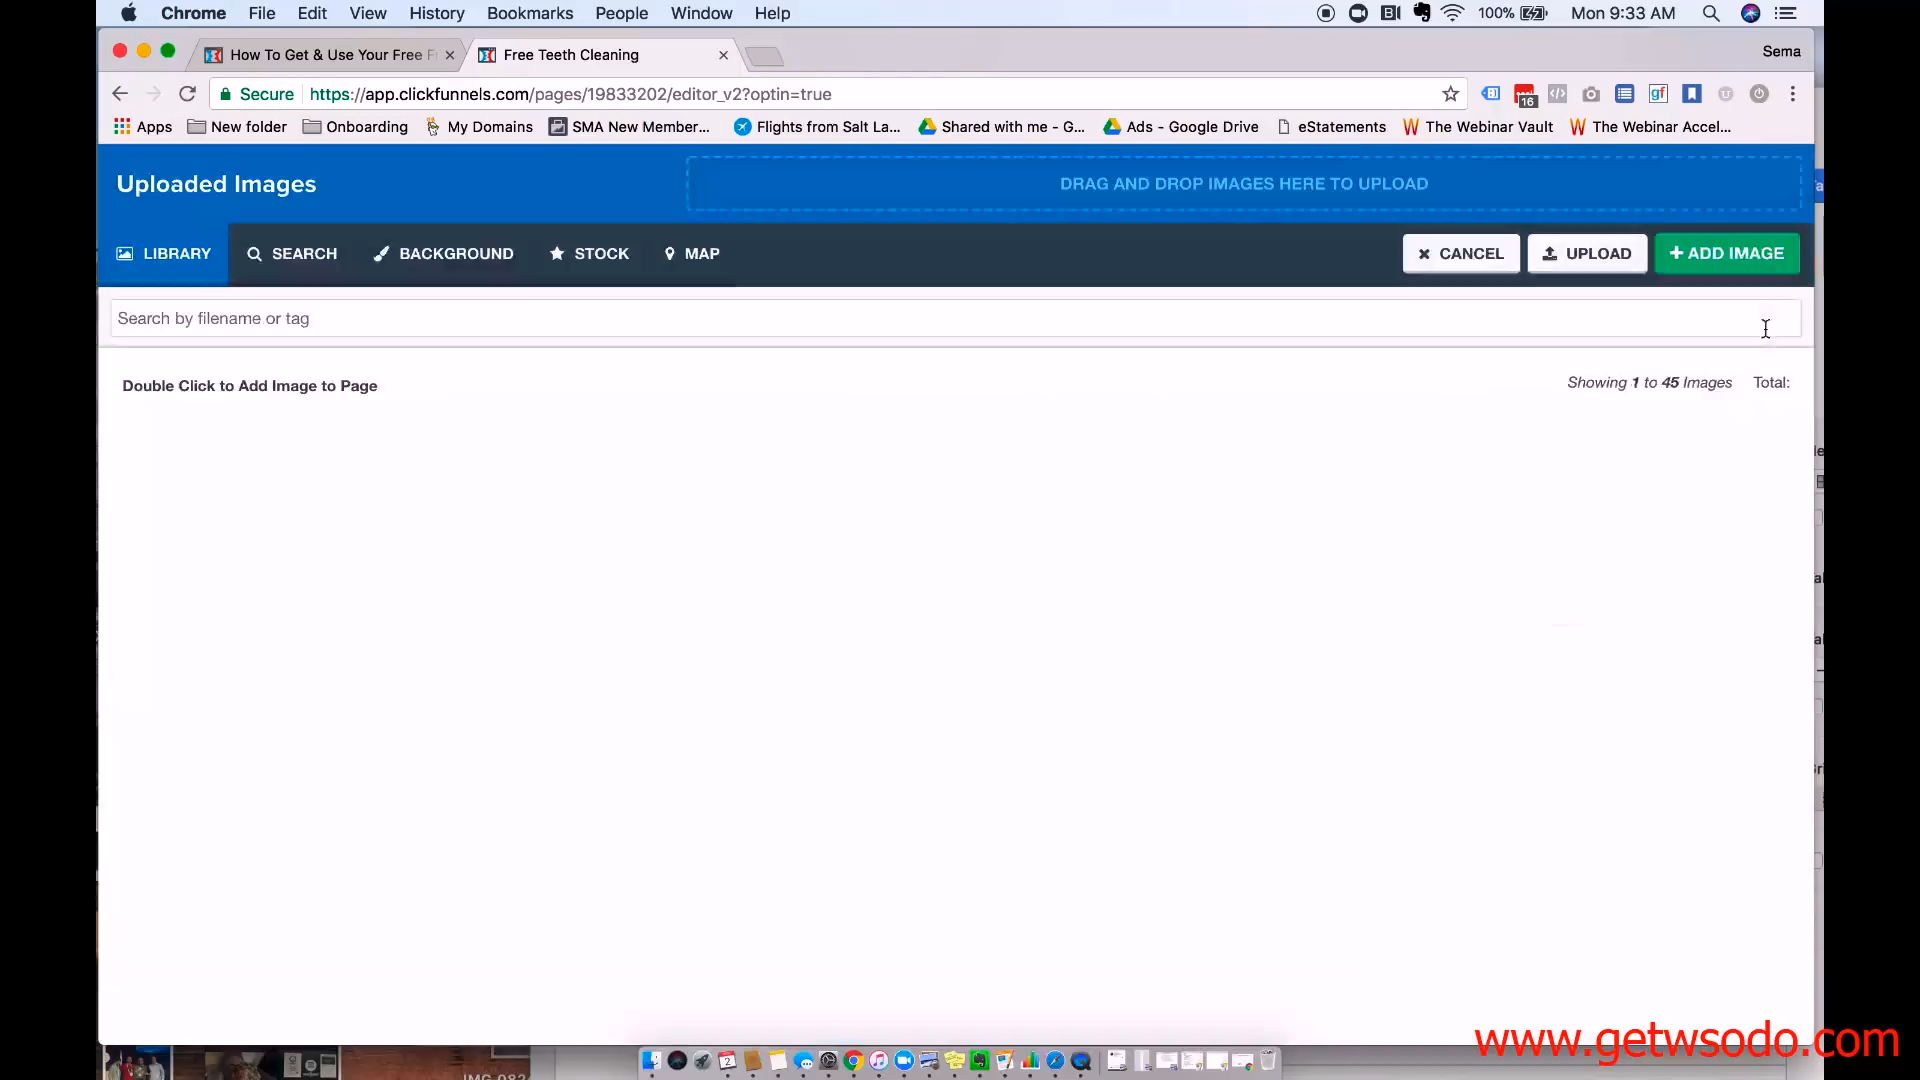 Chrome File Edit View History Bookmarks People Window Help 100% Mon 9:33 AM
How To Get & Use Your Free F Free Teeth Cleaning Sema
Secure https://app.clickfunnels.com/pages/19833202/editor_v2?optin=true 16 gf
Apps New folder Onboarding My Domains SMA New Member... Flights from Salt La... Shared with me - G... Ads - Google Drive eStatements The Webinar Vault The Webinar Accel...
Uploaded Images DRAG AND DROP IMAGES HERE TO UPLOAD
LIBRARY SEARCH BACKGROUND STOCK MAP CANCEL UPLOAD ADD IMAGE
Search by filename or tag
Double Click to Add Image to Page Showing 1 to 45 Images Total:
www.getwsodo.com